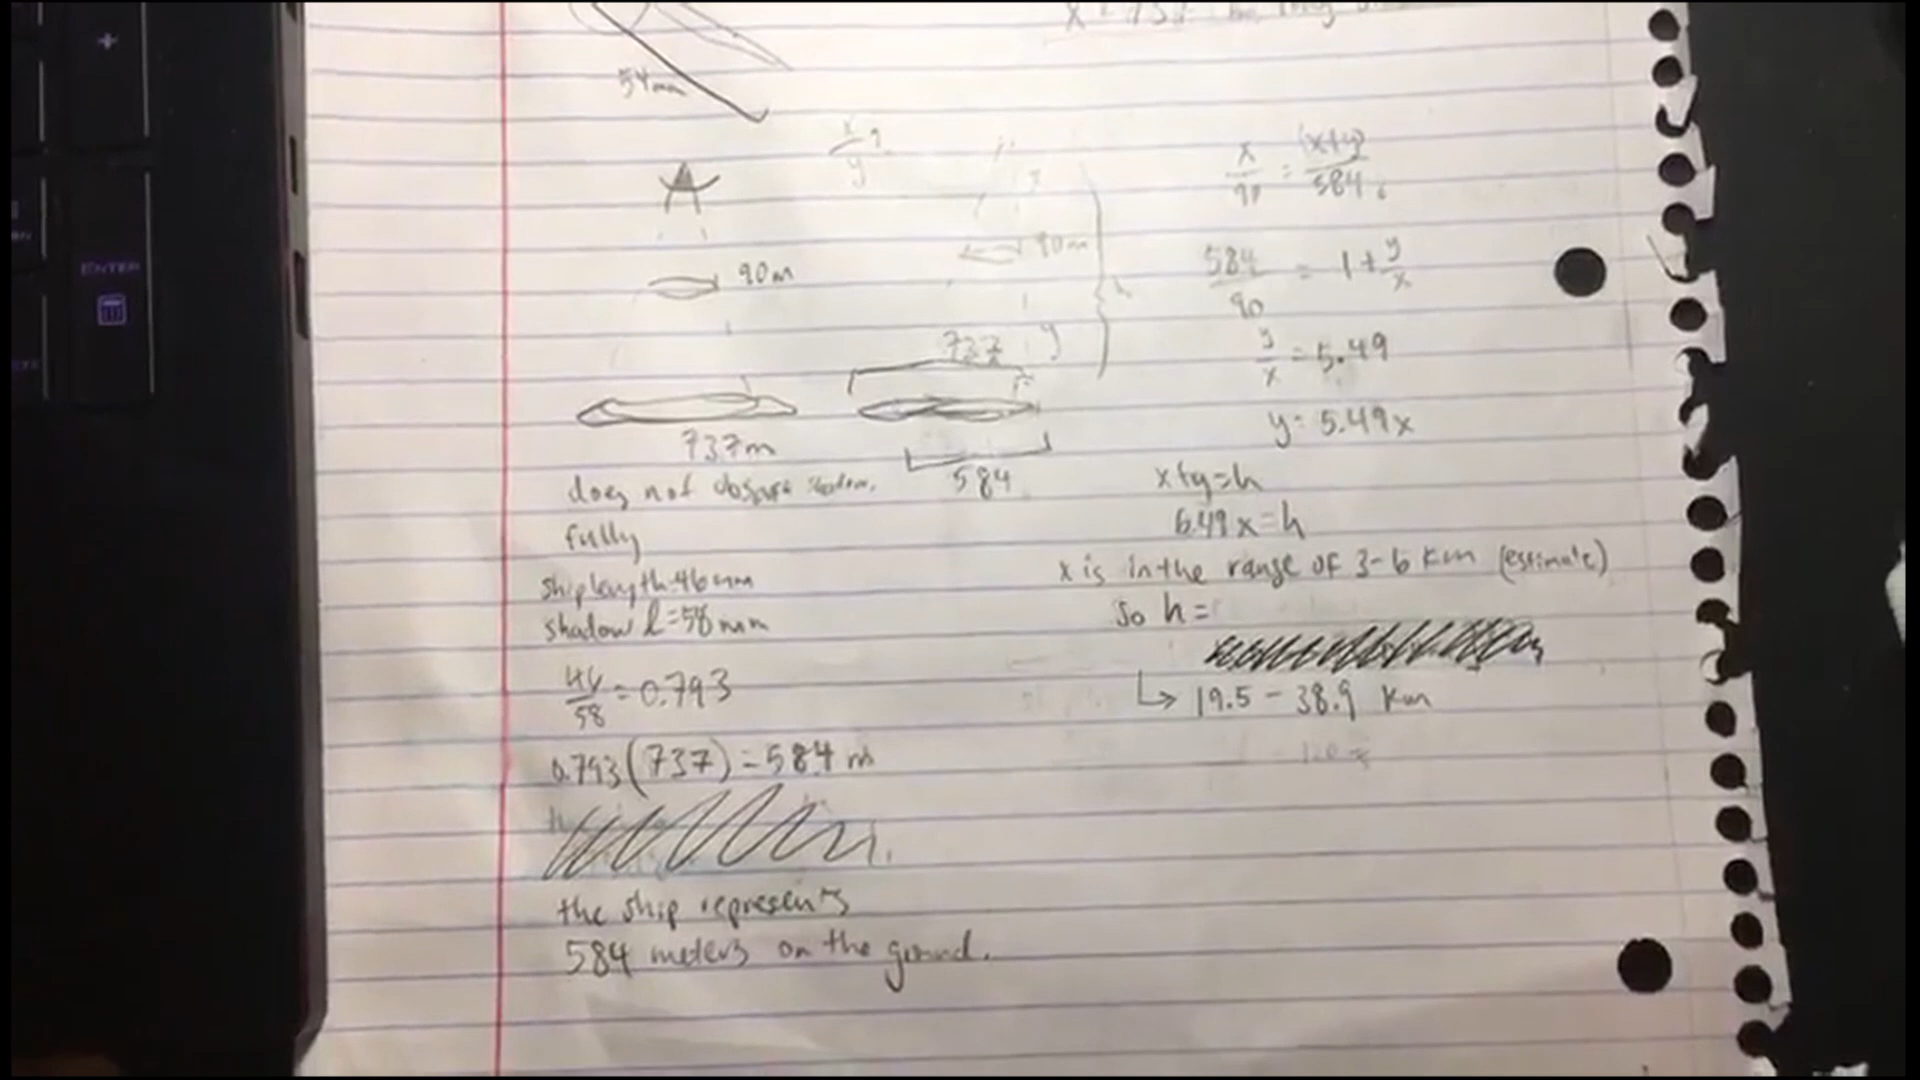 +
ENTER
54mm
x
y
?
90m
90m
737
y
737m
584
does not obscure
fully
ship length=46mm
shadow l=58mm
46/58=0.793
0.793(737)=584 m
the ship represents
584 meters on the ground.
x/90=(x+y)/584
584/90=1+y/x
y/x=5.49
y=5.49x
x+y=h
6.49x=h
x is in the range of 3-6 km (estimate)
so h=
↳ 19.5-38.9 km